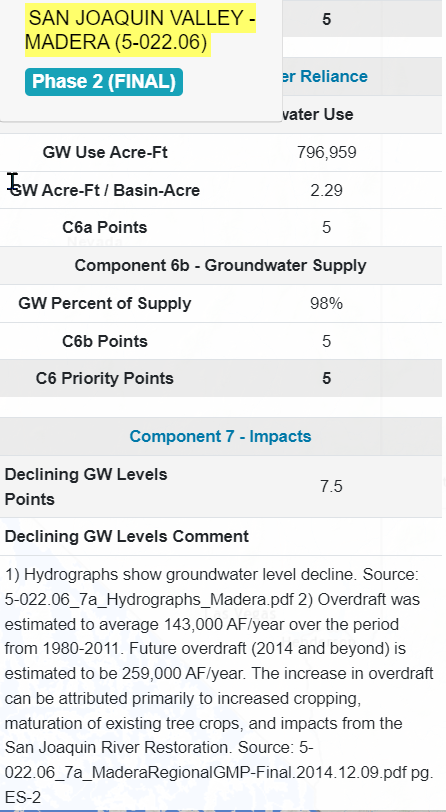 SAN JOAQUIN VALLEY -
MADERA (5-022.06)
Phase 2 (FINAL)
5
er Reliance
vater Use
GW Use Acre-Ft 796,959
GW Acre-Ft / Basin-Acre 2.29
C6a Points 5
Component 6b - Groundwater Supply
GW Percent of Supply 98%
C6b Points 5
C6 Priority Points 5
Component 7 - Impacts
Declining GW Levels
Points
7.5
Declining GW Levels Comment
1) Hydrographs show groundwater level decline. Source:
5-022.06_7a_Hydrographs_Madera.pdf 2) Overdraft was
estimated to average 143,000 AF/year over the period
from 1980-2011. Future overdraft (2014 and beyond) is
estimated to be 259,000 AF/year. The increase in overdraft
can be attributed primarily to increased cropping,
maturation of existing tree crops, and impacts from the
San Joaquin River Restoration. Source: 5-
022.06_7a_MaderaRegionalGMP-Final.2014.12.09.pdf pg.
ES-2